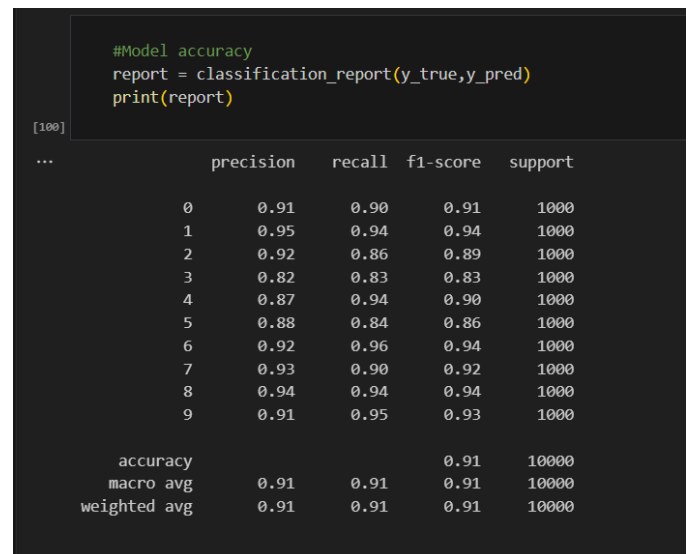 #Model accuracy
report = classification_report(y_true,y_pred)
print(report)
[100]
...
precision recall f1-score support
0 0.91 0.90 0.91 1000
1 0.95 0.94 0.94 1000
2 0.92 0.86 0.89 1000
3 0.82 0.83 0.83 1000
4 0.87 0.94 0.90 1000
5 0.88 0.84 0.86 1000
6 0.92 0.96 0.94 1000
7 0.93 0.90 0.92 1000
8 0.94 0.94 0.94 1000
9 0.91 0.95 0.93 1000
accuracy 0.91 10000
macro avg 0.91 0.91 0.91 10000
weighted avg 0.91 0.91 0.91 10000